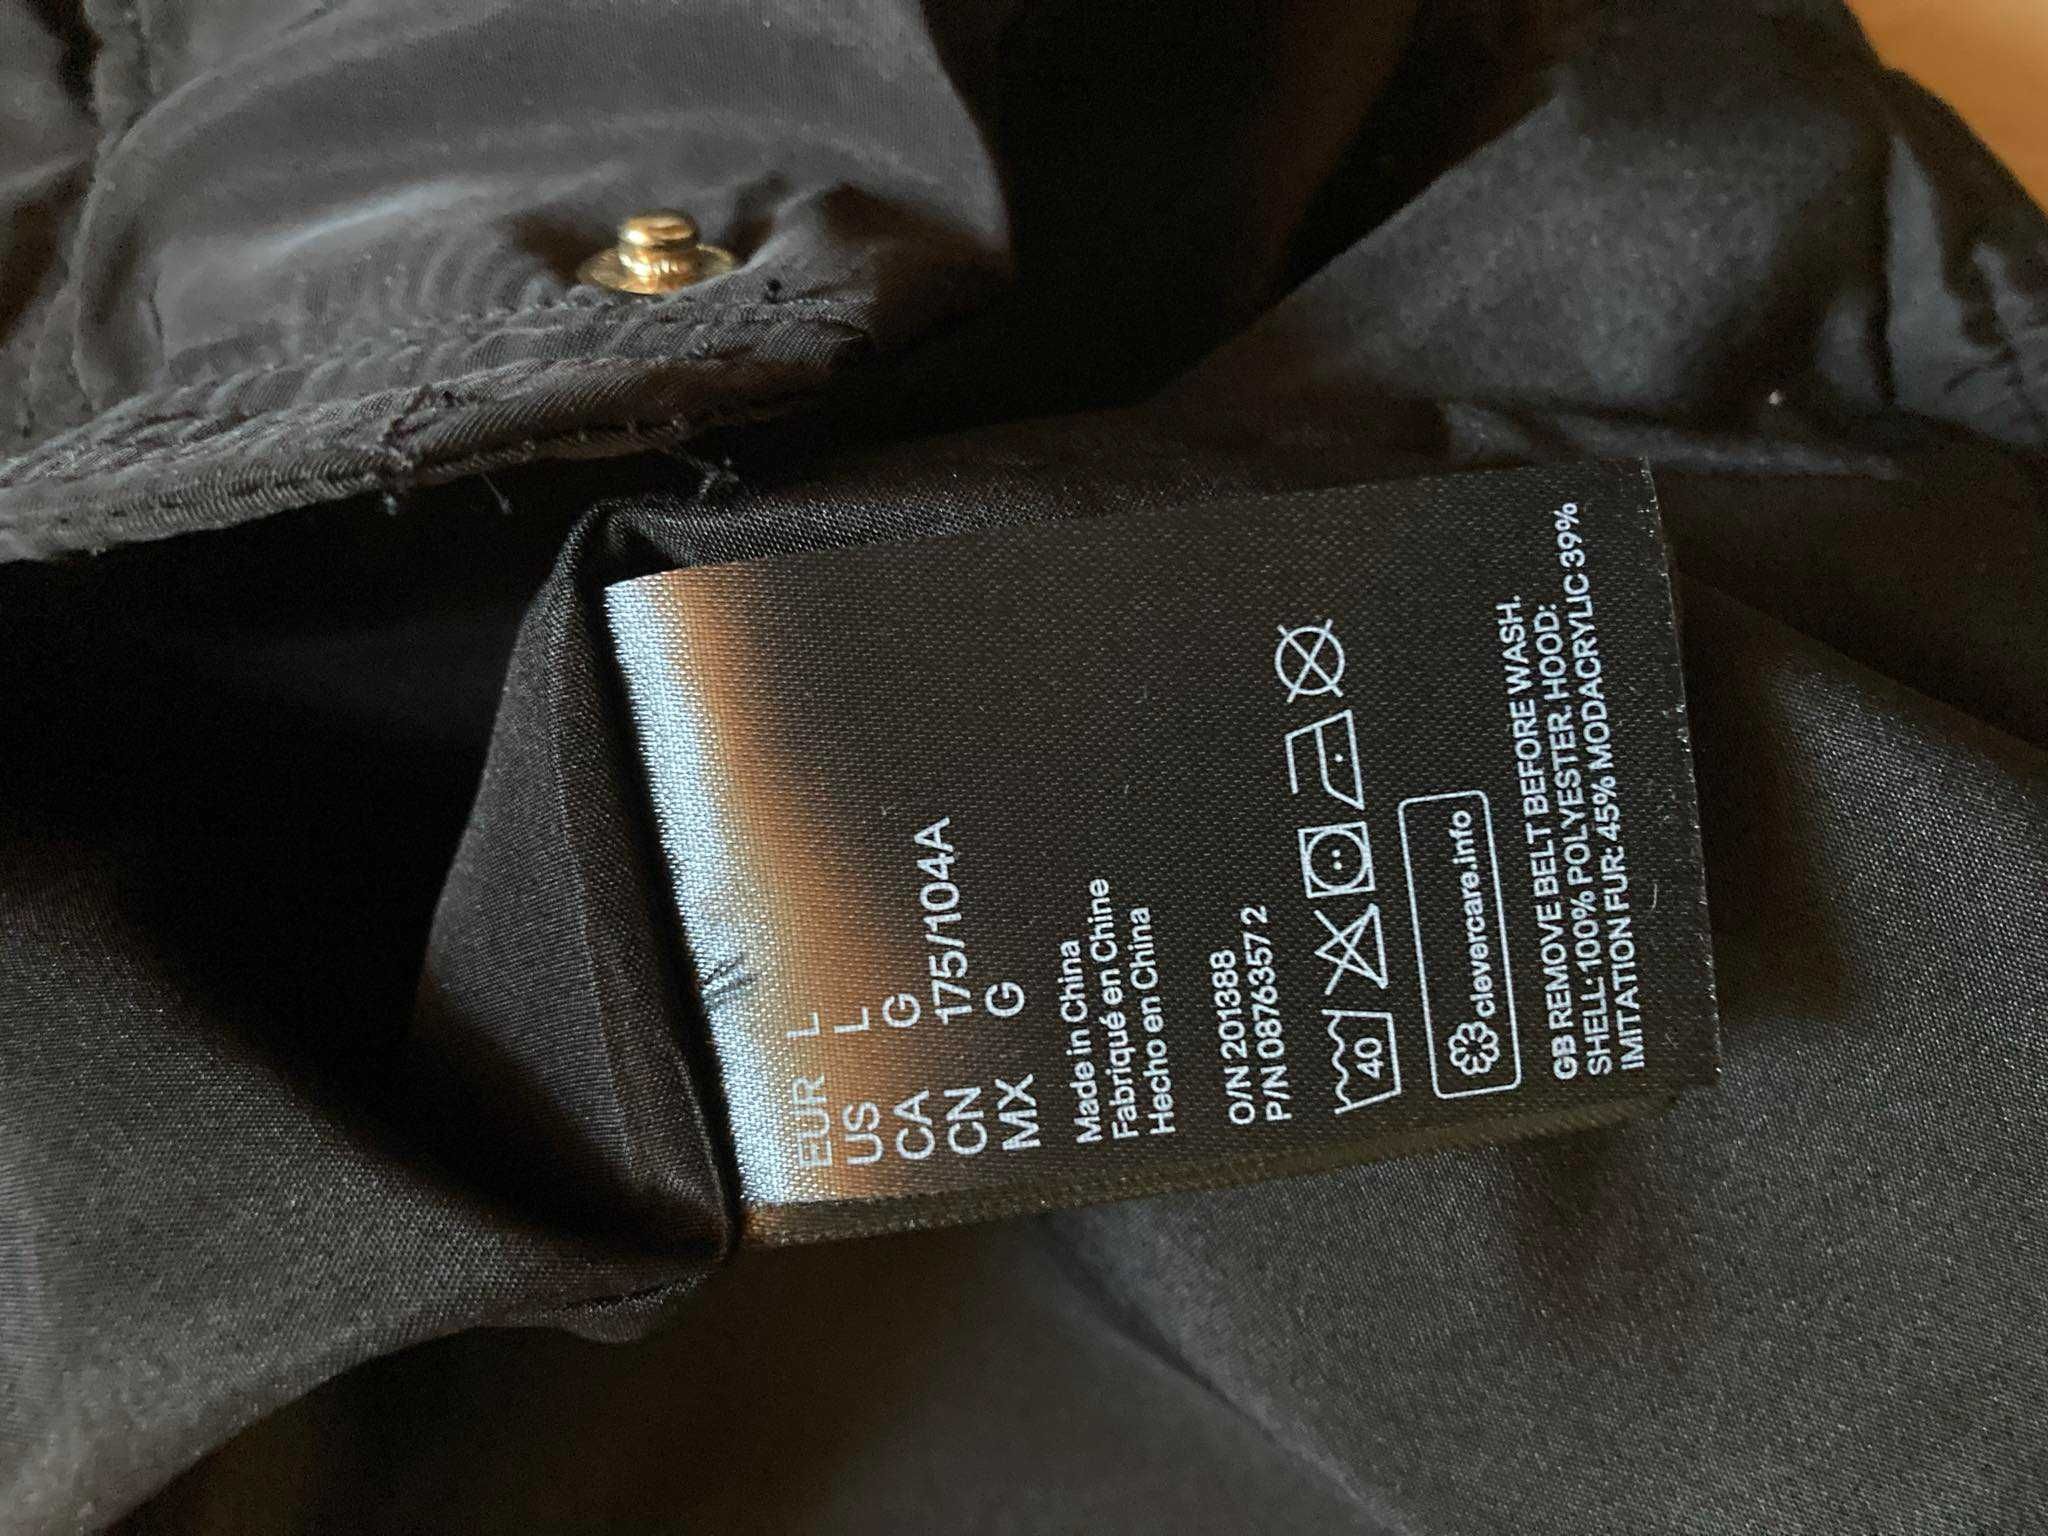 EUR L
US L
CA G
CN 175/104A
MX G
Made in China
Fabriqué en Chine
Hecho en China
O/N 201388
P/N 0876357 2
40
clevercare.info
GB REMOVE BELT BEFORE WASH.
SHELL: 100% POLYESTER. HOOD:
IMITATION FUR: 45% MODACRYLIC 39%